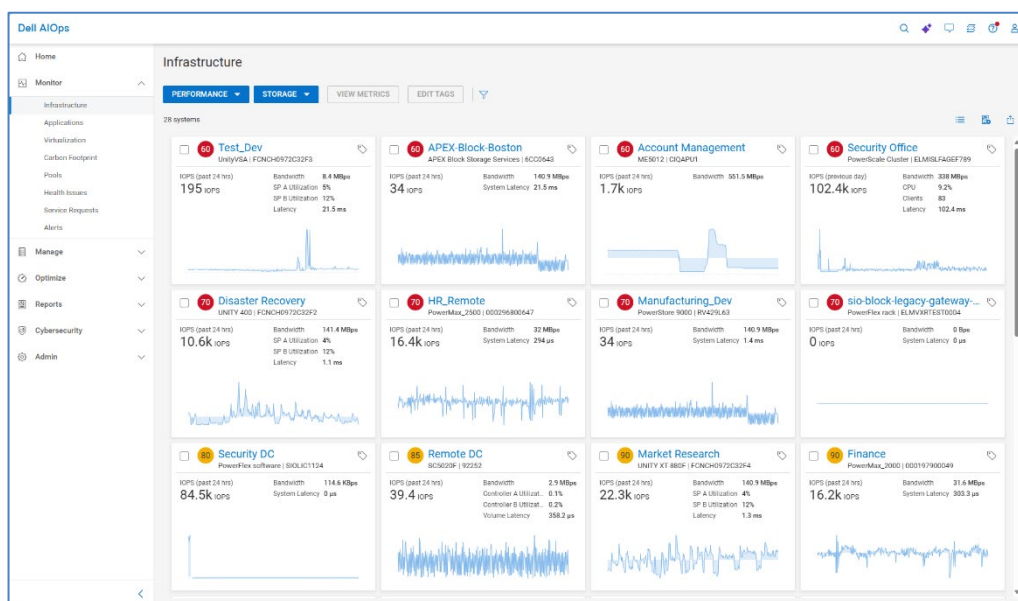 Dell AIOps
Home
Monitor
Infrastructure
Applications
Virtualization
Carbon Footprint
Pools
Health Issues
Service Requests
Alerts
Manage
Optimize
Reports
Cybersecurity
Admin
Infrastructure
PERFORMANCE STORAGE VIEW METRICS EDIT TAGS
28 systems
60 Test_Dev
UnityVSA | FCNCH0972C32F3
IOPS (past 24 hrs) Bandwidth 8.4 MBps
195 IOPS SP A Utilization 5%
SP B Utilization 12%
Latency 21.5 ms
60 APEX-Block-Boston
APEX Block Storage Services | 6CC0643
IOPS (past 24 hrs) Bandwidth 140.9 MBps
34 IOPS System Latency 21.5 ms
60 Account Management
ME5012 | CIQAPU1
IOPS (past 24 hrs) Bandwidth 551.5 MBps
1.7k IOPS
60 Security Office
PowerScale Cluster | ELMISLFAGEF789
IOPS (previous day) Bandwidth 338 MBps
102.4k IOPS CPU 9.2%
Clients 83
Latency 102.4 ms
70 Disaster Recovery
UNITY 400 | FCNCH0972C32F2
IOPS (past 24 hrs) Bandwidth 141.4 MBps
10.6k IOPS SP A Utilization 4%
SP B Utilization 12%
Latency 1.1 ms
70 HR_Remote
PowerMax_2500 | 000296800647
IOPS (past 24 hrs) Bandwidth 32 MBps
16.4k IOPS System Latency 294 µs
70 Manufacturing_Dev
PowerStore 9000 | RV429L63
IOPS (past 24 hrs) Bandwidth 140.9 MBps
34 IOPS System Latency 1.4 ms
70 sio-block-legacy-gateway-...
PowerFlex rack | ELMVXRTEST0004
IOPS (past 24 hrs) Bandwidth 0 Bps
0 IOPS System Latency 0 µs
80 Security DC
PowerFlex software | SIOLIC1124
IOPS (past 24 hrs) Bandwidth 114.6 KBps
84.5k IOPS System Latency 0 µs
85 Remote DC
SC5020F | 92252
IOPS (past 24 hrs) Bandwidth 2.9 MBps
39.4 IOPS Controller A Utilizat... 0.1%
Controller B Utilizat... 0.2%
Volume Latency 358.2 µs
90 Market Research
UNITY XT 880F | FCNCH0972C32F4
IOPS (past 24 hrs) Bandwidth 140.9 MBps
22.3k IOPS SP A Utilization 4%
SP B Utilization 12%
Latency 1.3 ms
90 Finance
PowerMax_2000 | 000197900049
IOPS (past 24 hrs) Bandwidth 31.6 MBps
16.2k IOPS System Latency 303.3 µs